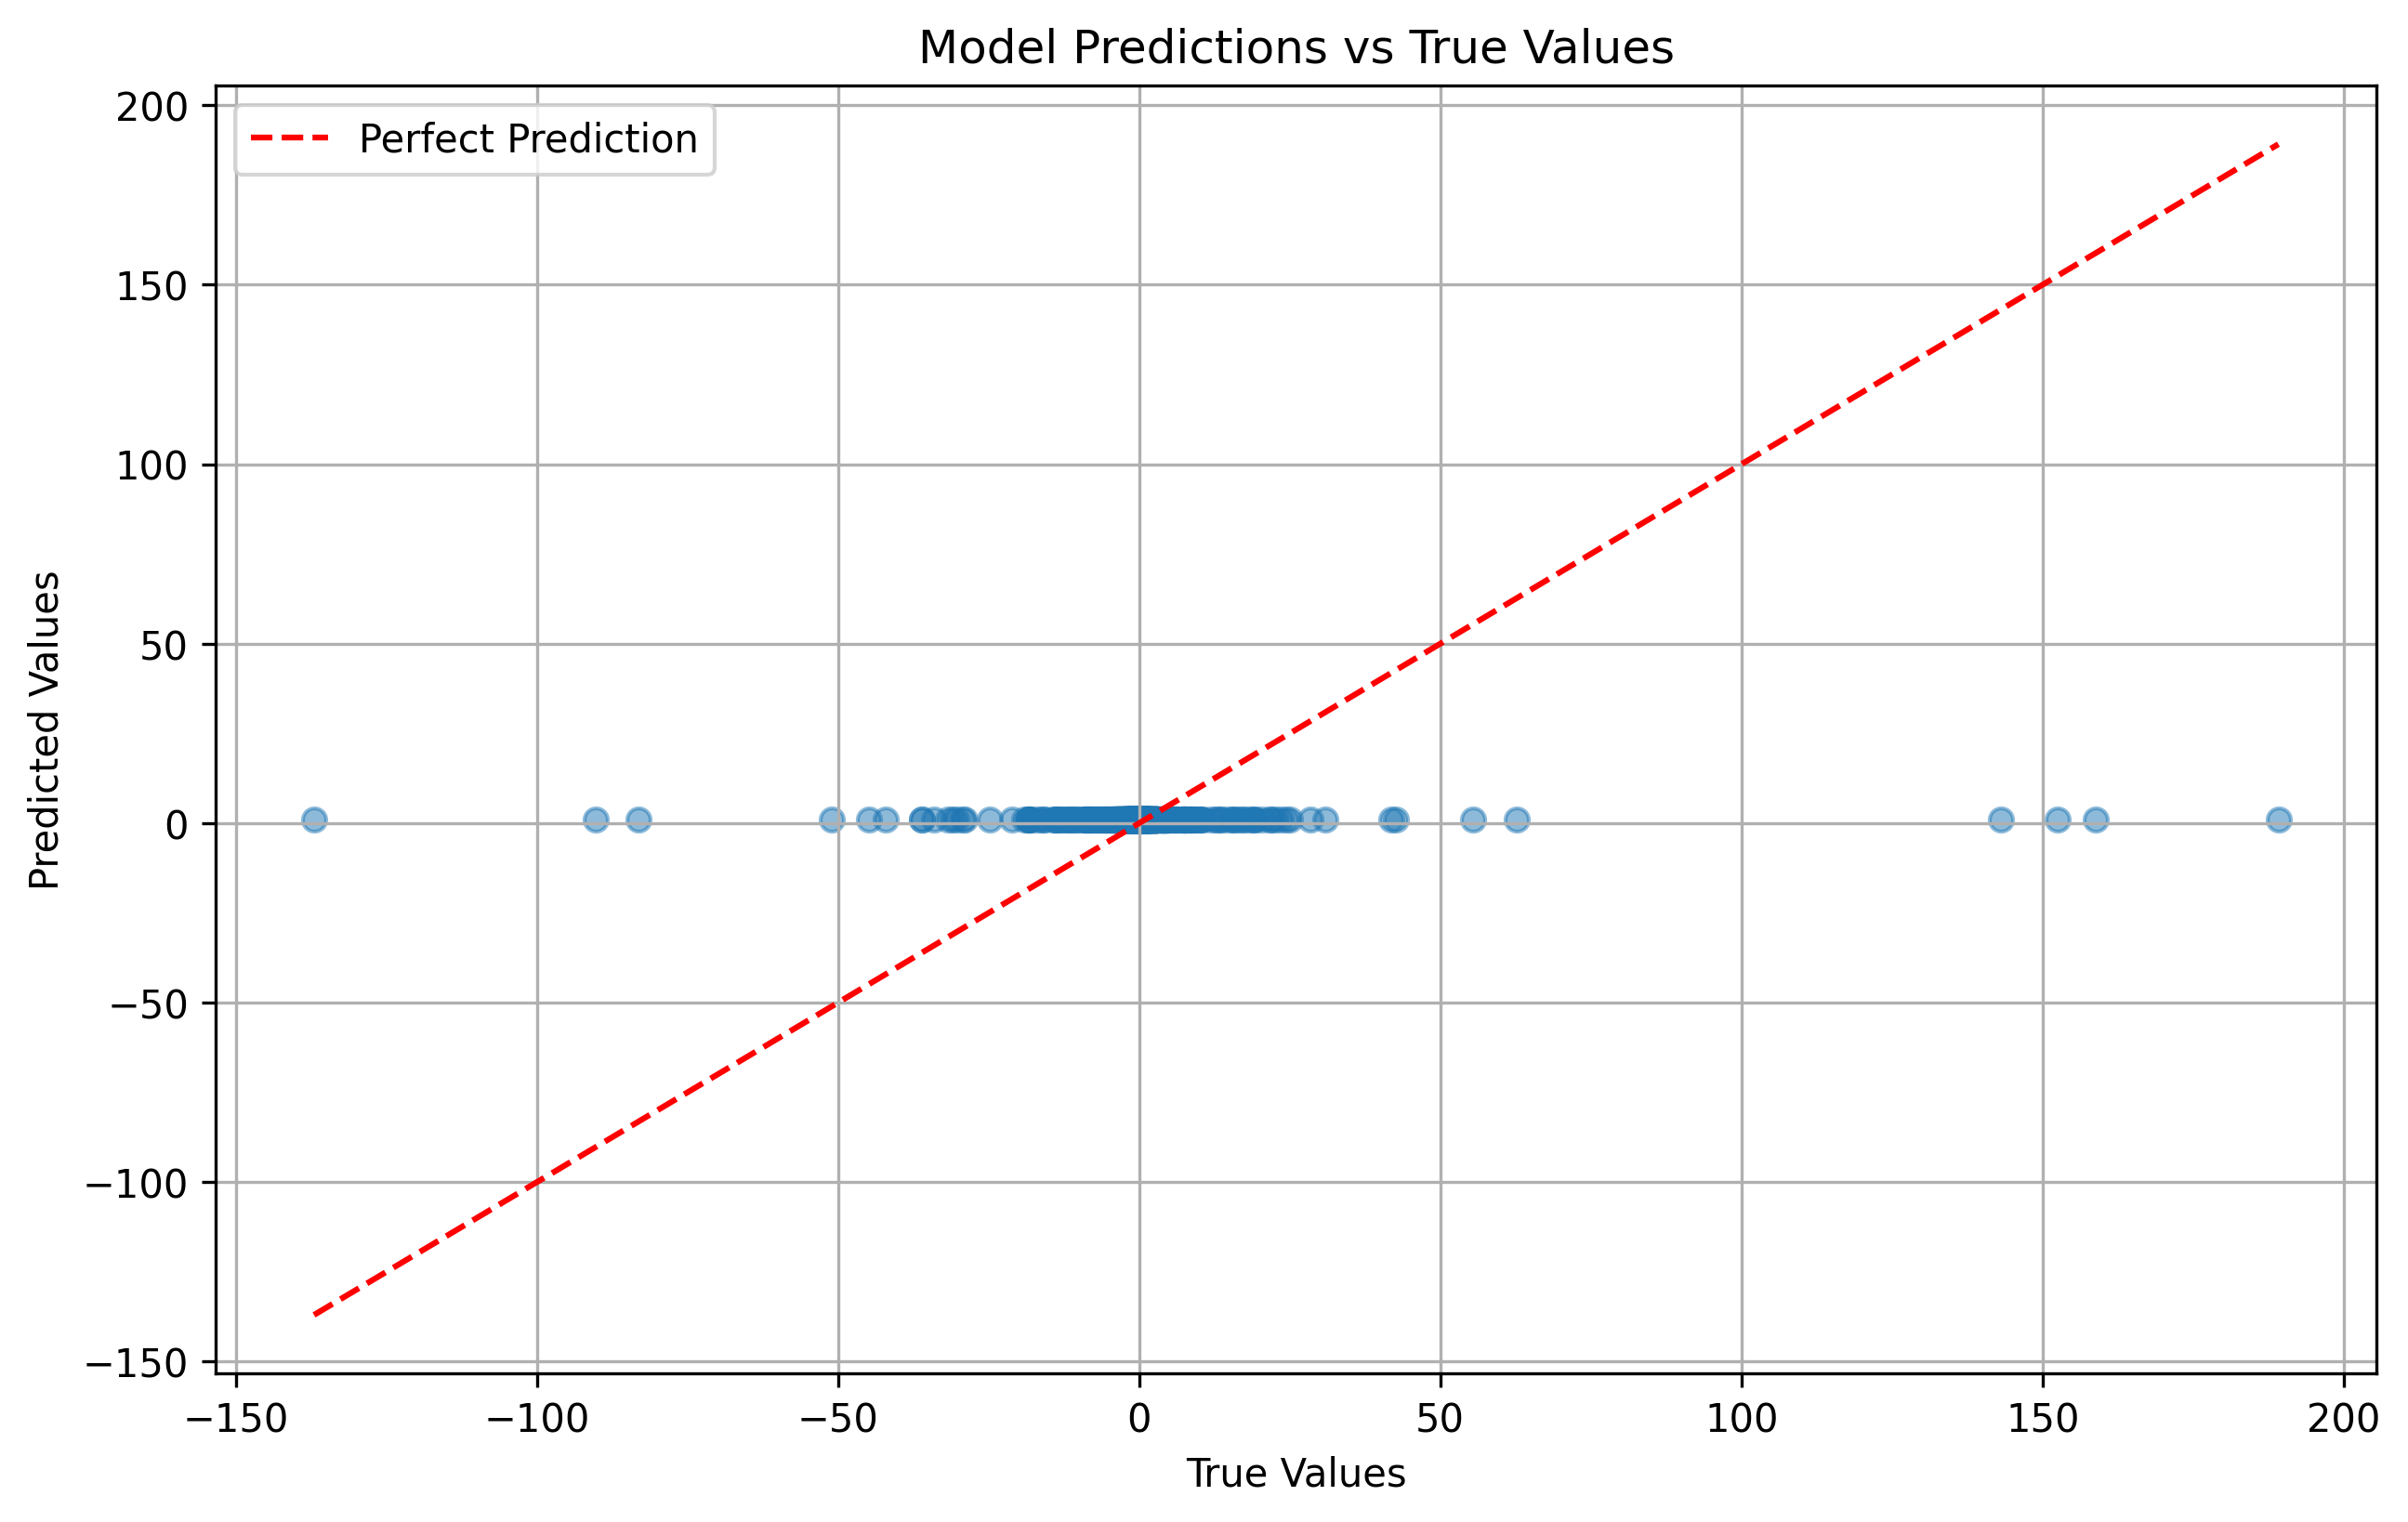 Model Predictions vs True Values
Perfect Prediction
200
150
100
50
0
−50
−100
−150
Predicted Values
−150 −100 −50 0 50 100 150 200
True Values